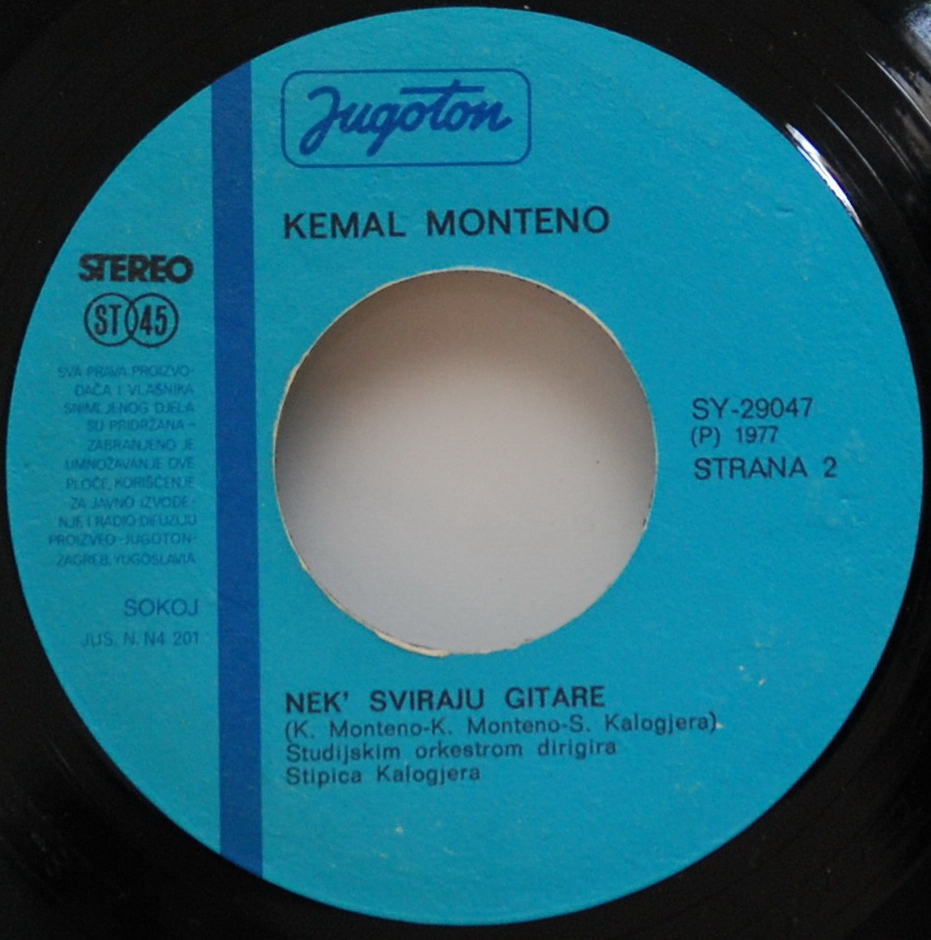 Jugoton
KEMAL MONTENO
STEREO
ST 45
SVA PRAVA PROIZVO-
ĐAČA I VLASNIKA
SNIMLJENOG DJELA
SU PRIDRŽANA –
ZABRANJENO JE
UMNOŽAVANJE OVE
PLOČE, KORIŠĆENJE
ZA JAVNO IZVOĐE-
NJE I RADIO DIFUZIJU
PROIZVEO-JUGOTON-
ZAGREB, YUGOSLAVIA
SOKOJ
JUS. N. N4 201
SY-29047
(P) 1977
STRANA 2
NEK' SVIRAJU GITARE
(K. Monteno-K. Monteno-S. Kalogjera)
Studijskim orkestrom dirigira
Stipica Kalogjera